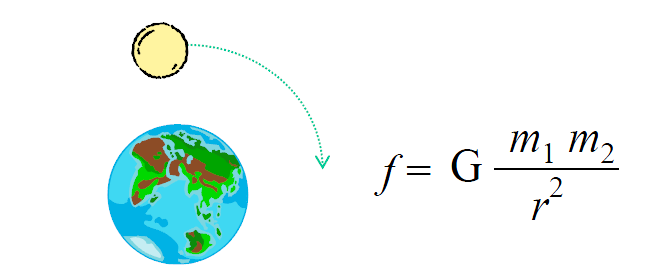 f = G m₁ m₂ / r²